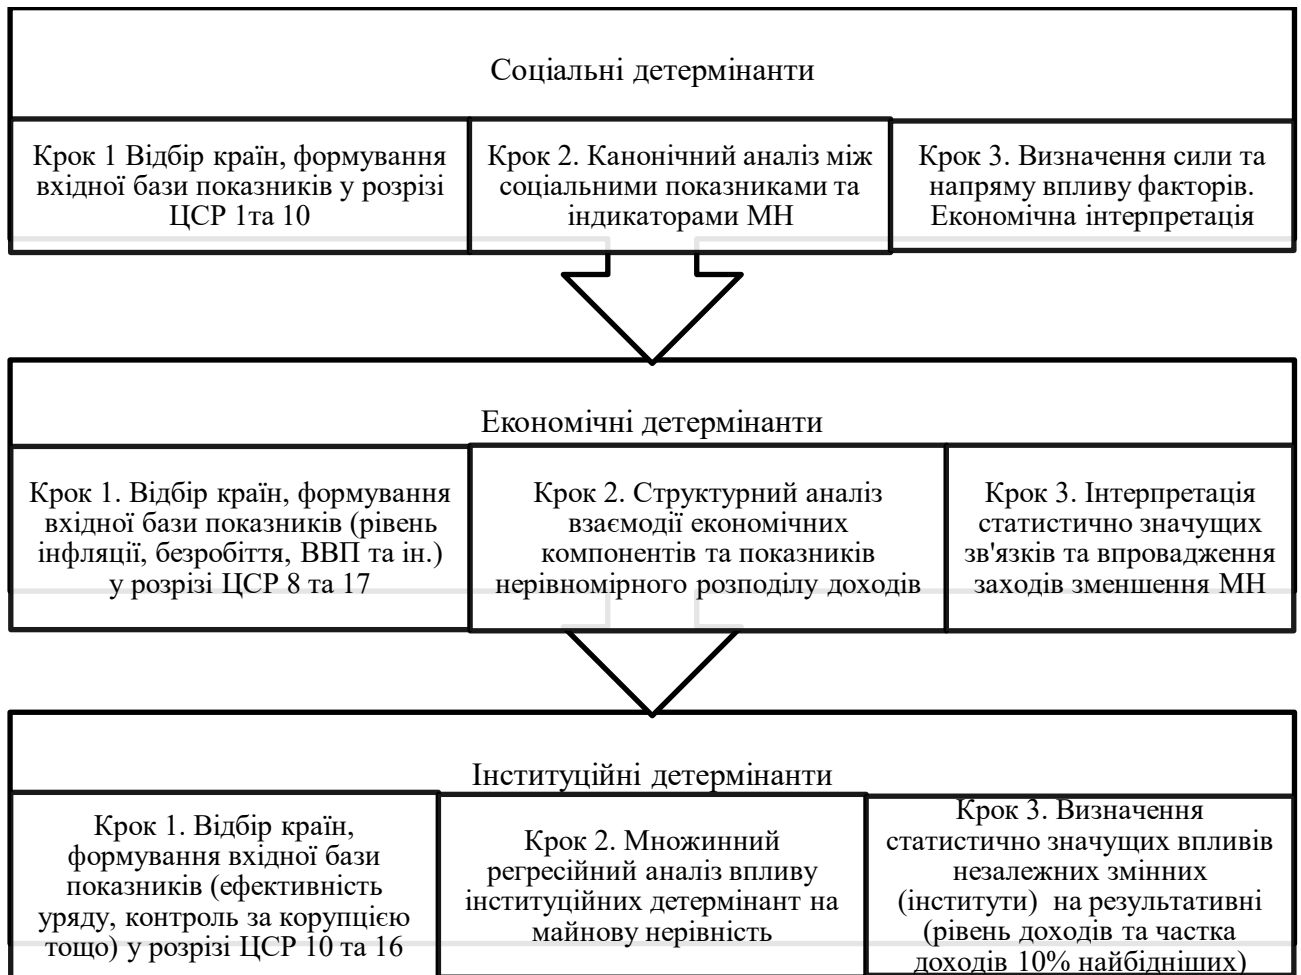 Соціальні детермінанти
Крок 1 Відбір країн, формування
вхідної бази показників у розрізі
ЦСР 1та 10
Крок 2. Канонічний аналіз між
соціальними показниками та
індикаторами МН
Крок 3. Визначення сили та
напряму впливу факторів.
Економічна інтерпретація
Економічні детермінанти
Крок 1. Відбір країн, формування
вхідної бази показників (рівень
інфляції, безробіття, ВВП та ін.)
у розрізі ЦСР 8 та 17
Крок 2. Структурний аналіз
взаємодії економічних
компонентів та показників
нерівномірного розподілу доходів
Крок 3. Інтерпретація
статистично значущих
зв'язків та впровадження
заходів зменшення МН
Інституційні детермінанти
Крок 1. Відбір країн,
формування вхідної бази
показників (ефективність
уряду, контроль за корупцією
тощо) у розрізі ЦСР 10 та 16
Крок 2. Множинний
регресійний аналіз впливу
інституційних детермінант на
майнову нерівність
Крок 3. Визначення
статистично значущих впливів
незалежних змінних
(інститути) на результативні
(рівень доходів та частка
доходів 10% найбідніших)